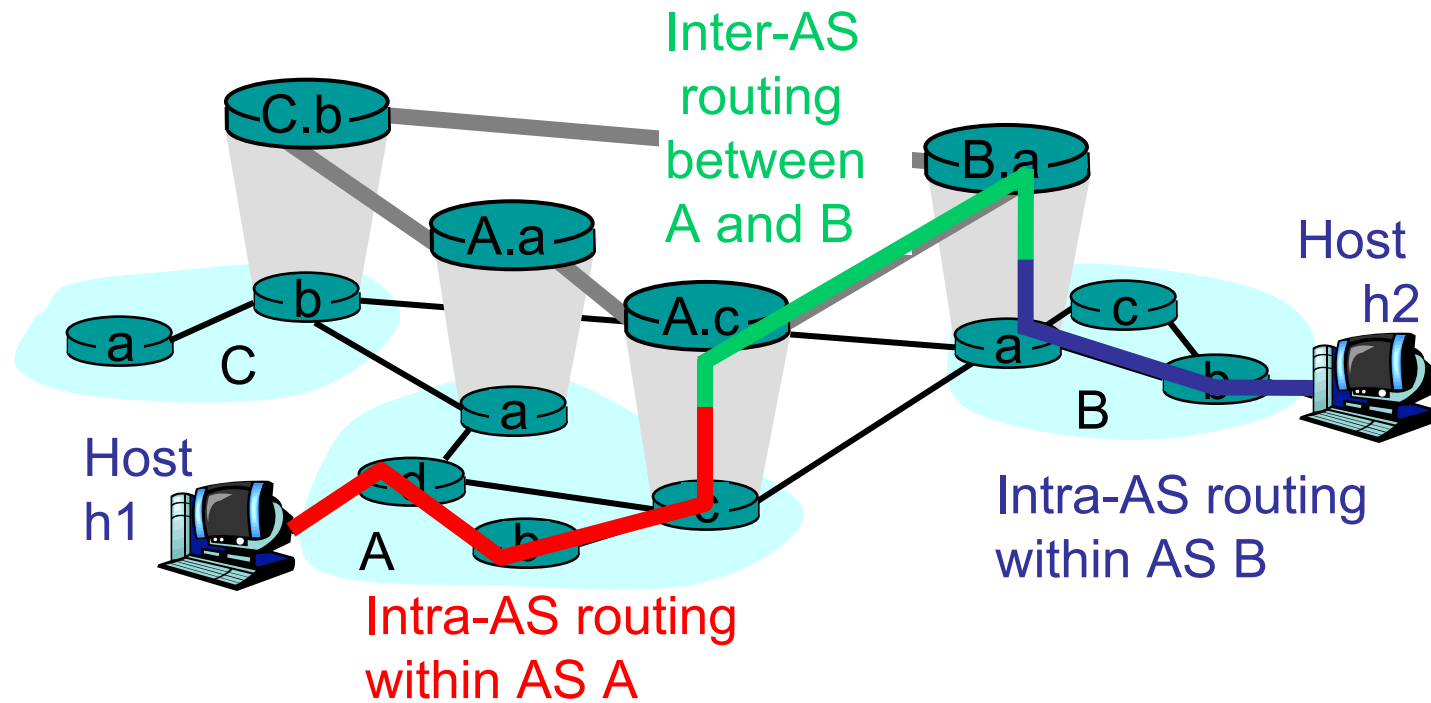 Inter-AS
routing
between
A and B
C.b
B.a
A.a
Host
h2
b
A.c
c
a
a
C
b
a
B
Host
h1
d
c
b
A
Intra-AS routing
within AS B
Intra-AS routing
within AS A